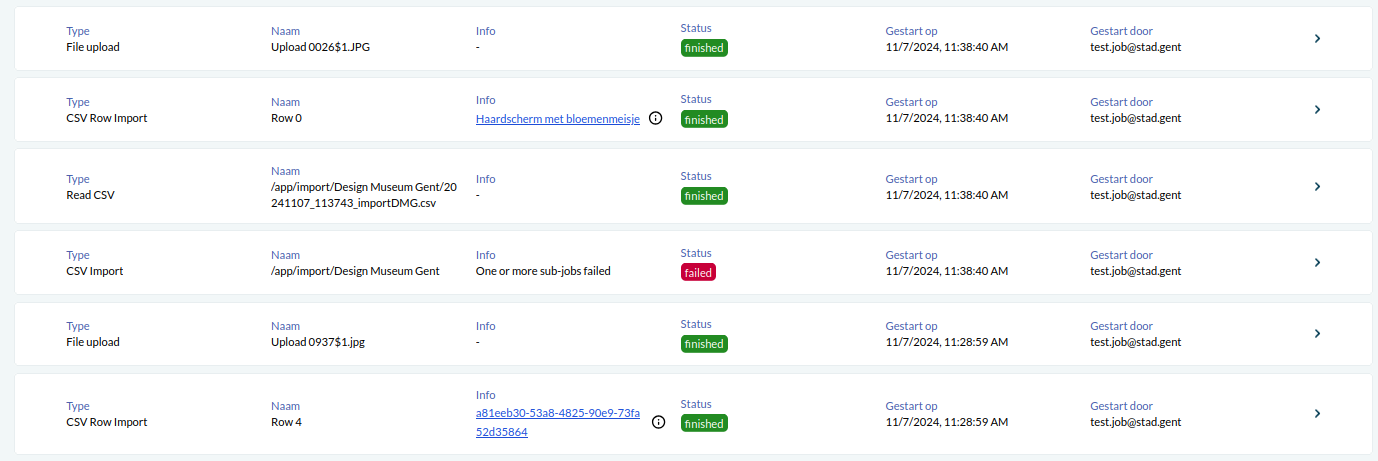 Type Naam Info Status Gestart op Gestart door
File upload Upload 0026$1.JPG - finished 11/7/2024, 11:38:40 AM test.job@stad.gent
Type Naam Info Status Gestart op Gestart door
CSV Row Import Row 0 Haardscherm met bloemenmeisje finished 11/7/2024, 11:38:40 AM test.job@stad.gent
Type Naam Info Status Gestart op Gestart door
Read CSV /app/import/Design Museum Gent/20 - finished 11/7/2024, 11:38:40 AM test.job@stad.gent
241107_113743_importDMG.csv
Type Naam Info Status Gestart op Gestart door
CSV Import /app/import/Design Museum Gent One or more sub-jobs failed failed 11/7/2024, 11:38:40 AM test.job@stad.gent
Type Naam Info Status Gestart op Gestart door
File upload Upload 0937$1.jpg - finished 11/7/2024, 11:28:59 AM test.job@stad.gent
Type Naam Info Status Gestart op Gestart door
CSV Row Import Row 4 a81eeb30-53a8-4825-90e9-73fa finished 11/7/2024, 11:28:59 AM test.job@stad.gent
52d35864